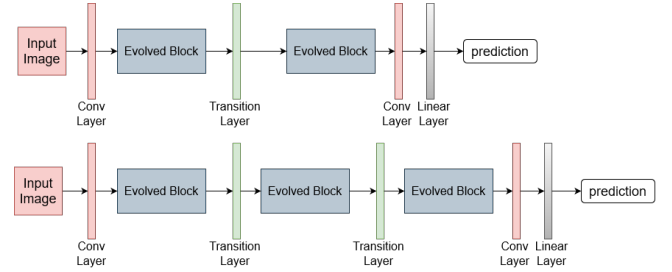 Input
Image
Evolved Block
Evolved Block
prediction
Conv
Layer
Transition
Layer
Conv
Layer
Linear
Layer
Input
Image
Evolved Block
Evolved Block
Evolved Block
prediction
Conv
Layer
Transition
Layer
Transition
Layer
Conv
Layer
Linear
Layer